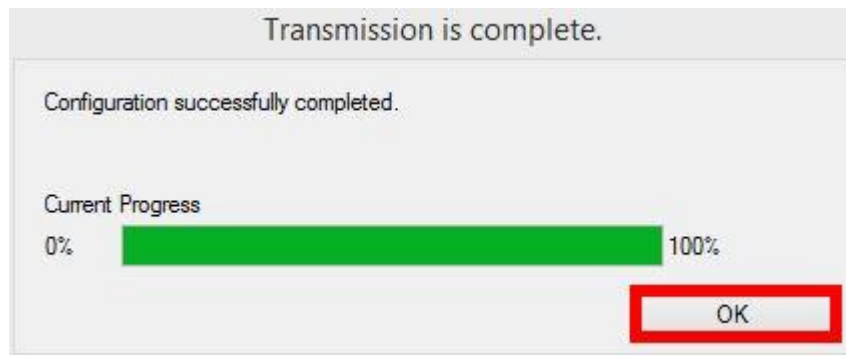 Transmission is complete.
Configuration successfully completed.
Current Progress
0% 100%
OK